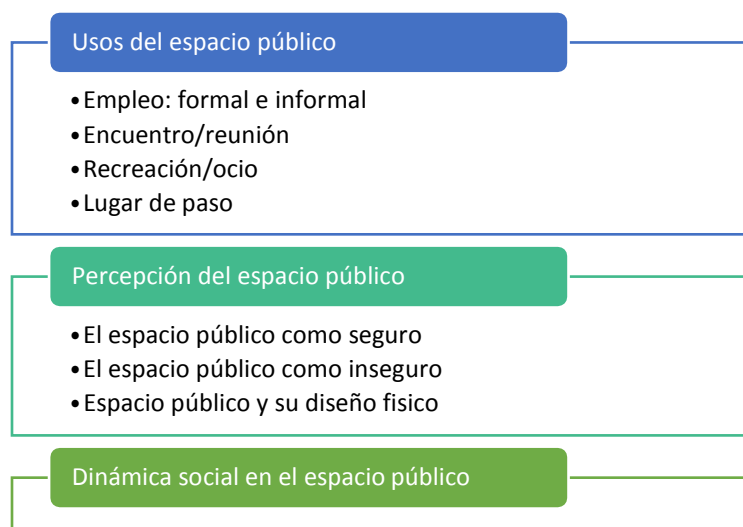 Usos del espacio público
•Empleo: formal e informal
•Encuentro/reunión
•Recreación/ocio
•Lugar de paso
Percepción del espacio público
•El espacio público como seguro
•El espacio público como inseguro
•Espacio público y su diseño fisico
Dinámica social en el espacio público